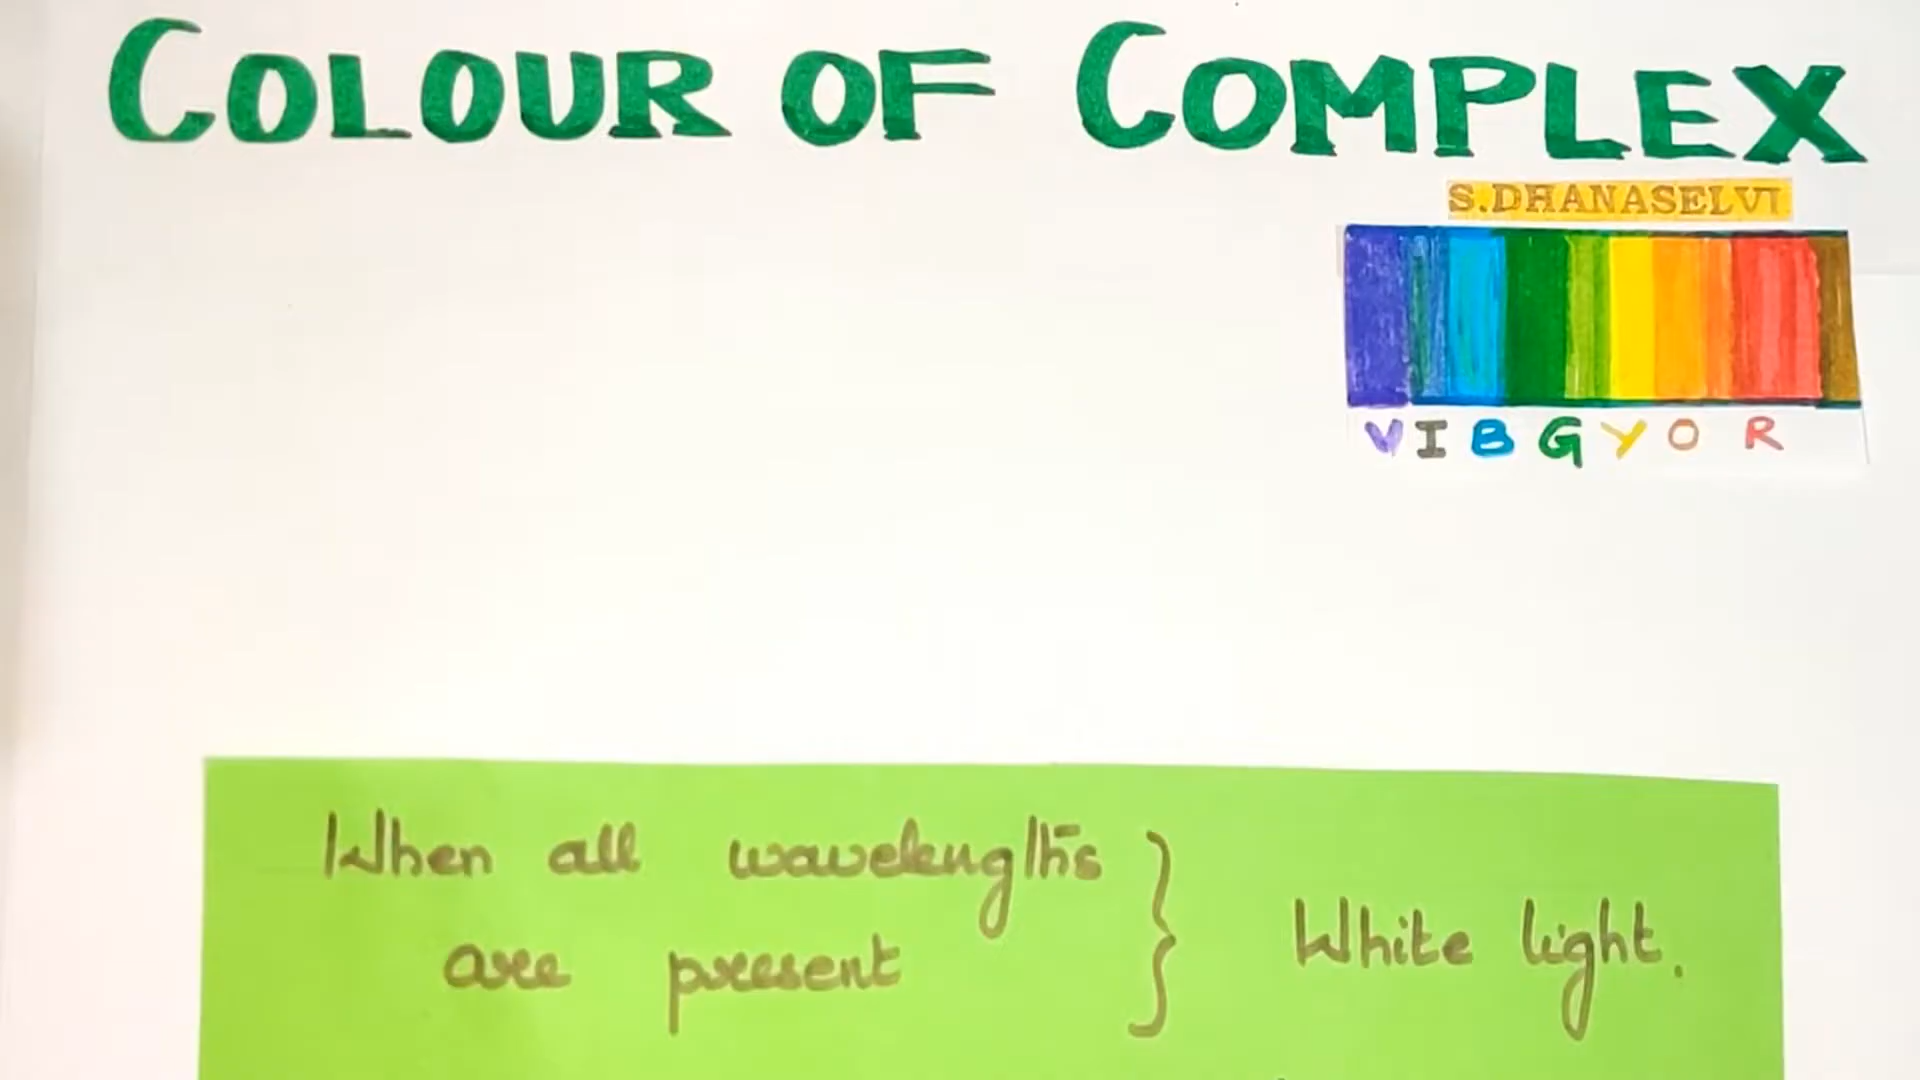 COLOUR OF COMPLEX
S.DHANASELVI
V I B G Y O R
When all wavelengths
are present } White light.